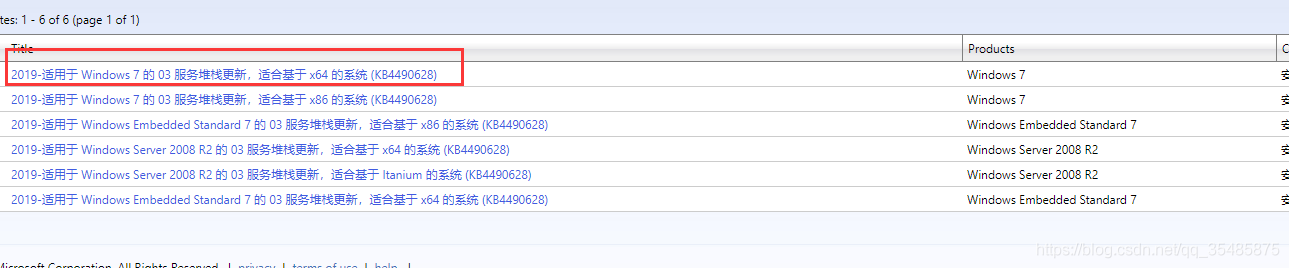 tes: 1 - 6 of 6 (page 1 of 1)
Title Products C
2019-适用于 Windows 7 的 03 服务堆栈更新，适合基于 x64 的系统 (KB4490628) Windows 7
2019-适用于 Windows 7 的 03 服务堆栈更新，适合基于 x86 的系统 (KB4490628) Windows 7
2019-适用于 Windows Embedded Standard 7 的 03 服务堆栈更新，适合基于 x86 的系统 (KB4490628) Windows Embedded Standard 7
2019-适用于 Windows Server 2008 R2 的 03 服务堆栈更新，适合基于 x64 的系统 (KB4490628) Windows Server 2008 R2
2019-适用于 Windows Server 2008 R2 的 03 服务堆栈更新，适合基于 Itanium 的系统 (KB4490628) Windows Server 2008 R2
2019-适用于 Windows Embedded Standard 7 的 03 服务堆栈更新，适合基于 x64 的系统 (KB4490628) Windows Embedded Standard 7
https://blog.csdn.net/qq_35485875
Microsoft Corporation. All Rights Reserved. | privacy | terms of use | help |